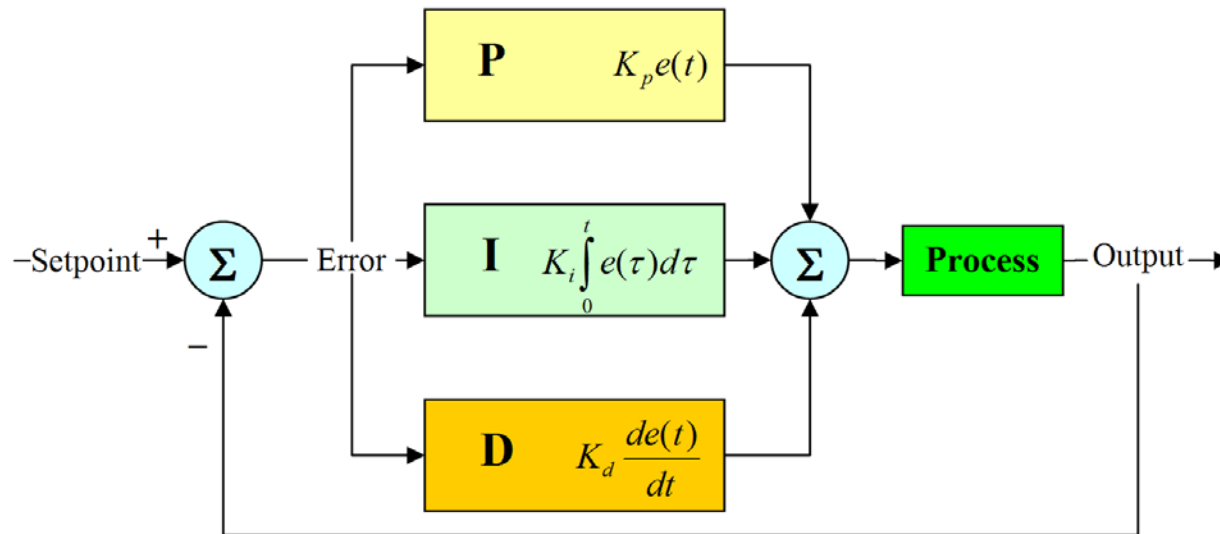 P K_p e(t)
–Setpoint + Σ Error I K_i ∫_0^t e(τ)dτ Σ Process Output
–
D K_d de(t)/dt